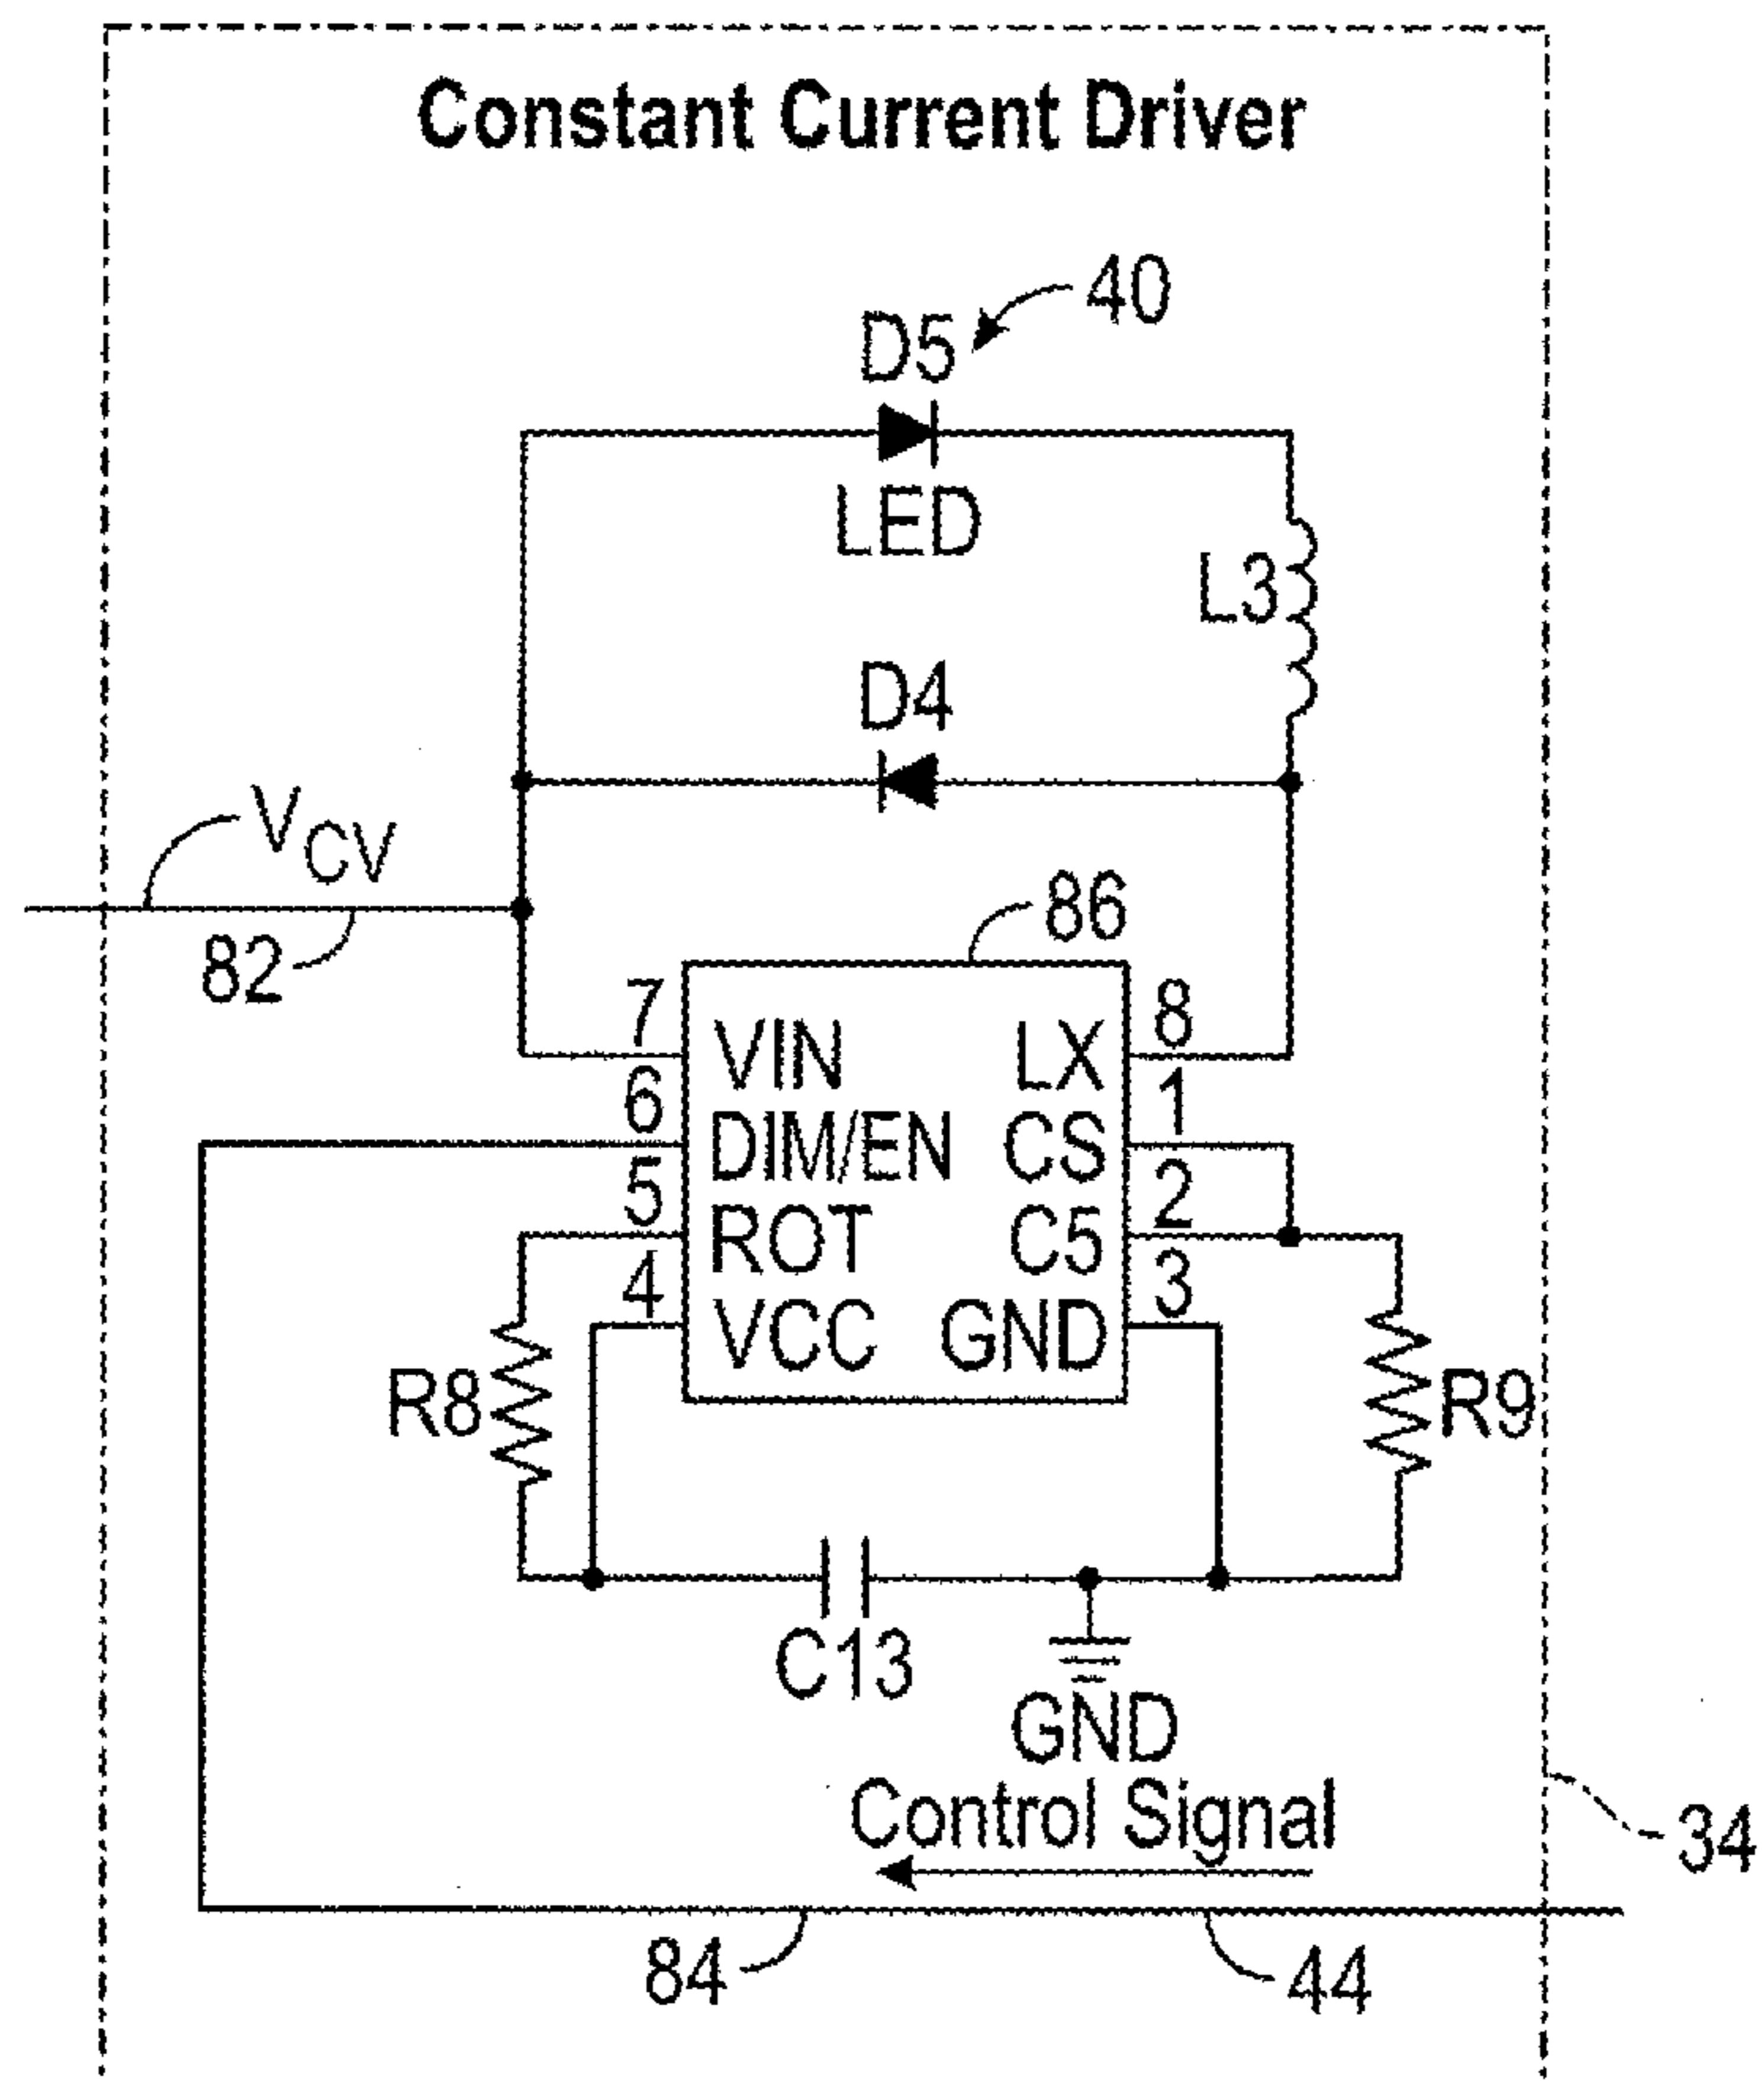 Constant Current Driver
40
D5
LED
L3
D4
VCV
82
86
7 VIN LX 8
6 DIM/EN CS 1
5 ROT C5 2
4 VCC GND 3
R8
R9
C13
GND
Control Signal
34
84
44